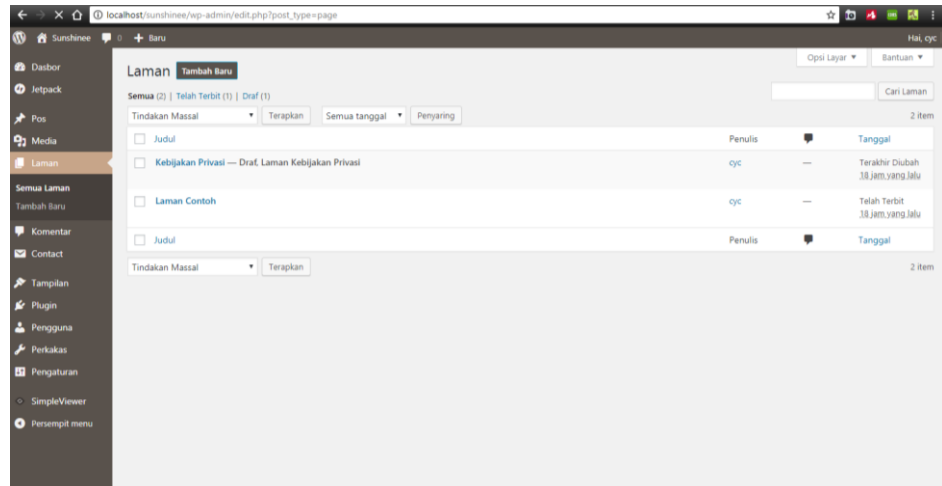 localhost/sunshinee/wp-admin/edit.php?post_type=page
Sunshinee 0 + Baru Hai, cyc
Dasbor
Jetpack
Pos
Media
Laman
Semua Laman
Tambah Baru
Komentar
Contact
Tampilan
Plugin
Pengguna
Perkakas
Pengaturan
SimpleViewer
Persempit menu
Opsi Layar ▼ Bantuan ▼
Laman Tambah Baru
Semua (2) | Telah Terbit (1) | Draf (1)
Cari Laman
Tindakan Massal Terapkan Semua tanggal Penyaring 2 item
Judul Penulis Tanggal
Kebijakan Privasi — Draf, Laman Kebijakan Privasi cyc — Terakhir Diubah
18 jam yang lalu
Laman Contoh cyc — Telah Terbit
18 jam yang lalu
Judul Penulis Tanggal
Tindakan Massal Terapkan 2 item